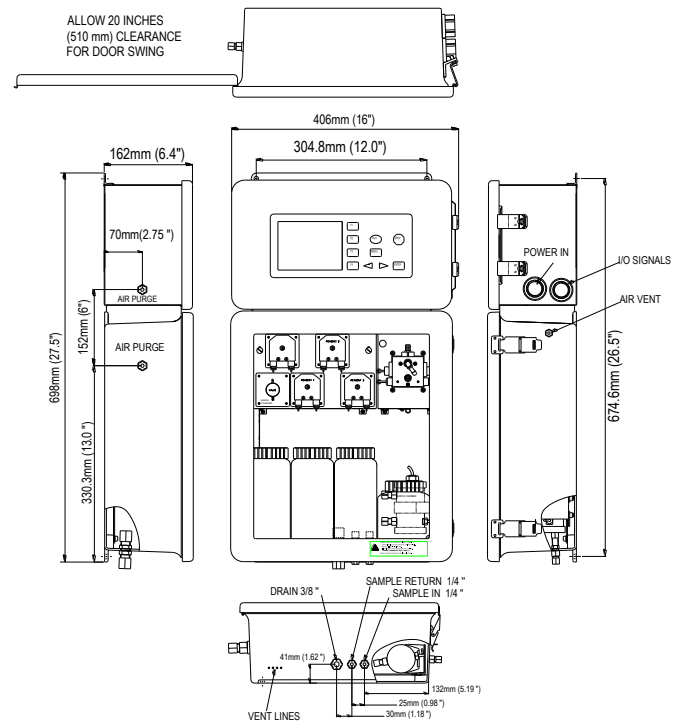 ALLOW 20 INCHES
(510 mm) CLEARANCE
FOR DOOR SWING
406mm (16")
304.8mm (12.0")
162mm (6.4")
70mm(2.75 ")
AIR PURGE
152mm (6")
AIR PURGE
698mm (27.5")
330.3mm (13.0 ")
POWER IN
I/O SIGNALS
AIR VENT
674.6mm (26.5")
DRAIN 3/8 "
SAMPLE RETURN 1/4 "
SAMPLE IN 1/4 "
41mm (1.62 ")
132mm (5.19 ")
25mm (0.98 ")
30mm (1.18 ")
VENT LINES